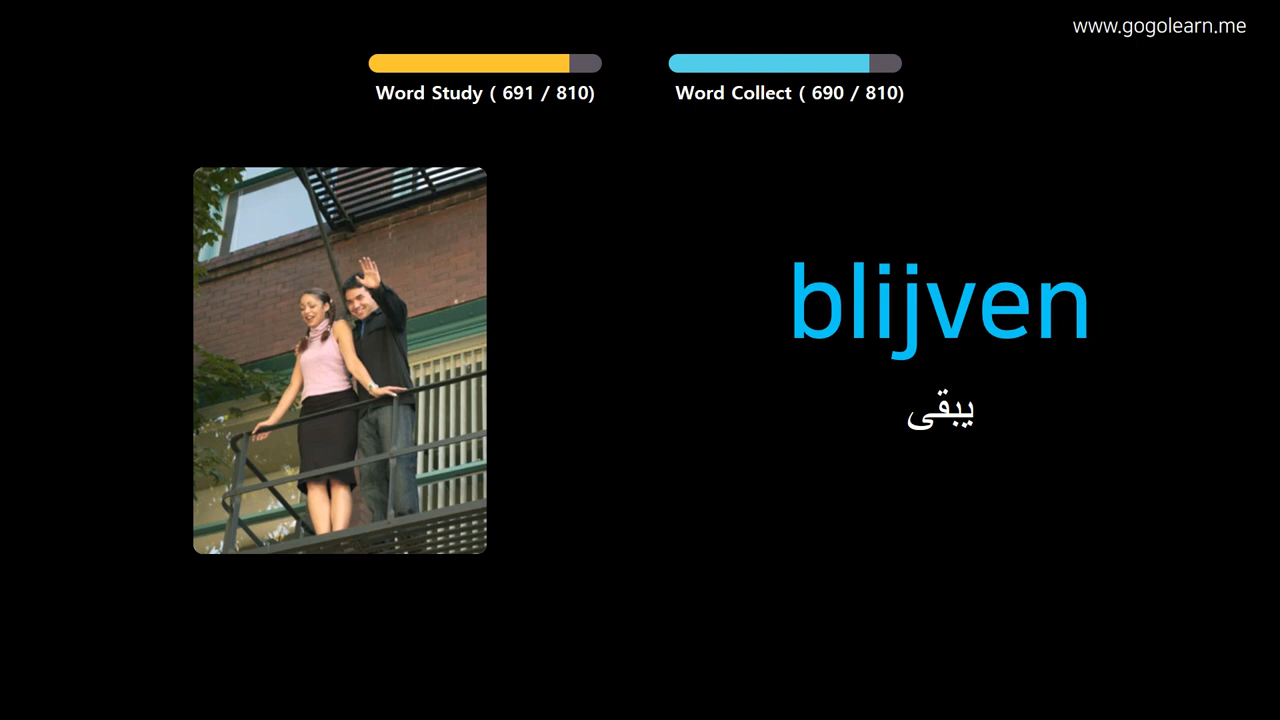 www.gogolearn.me
Word Study ( 691 / 810)
Word Collect ( 690 / 810)
blijven
يبقى